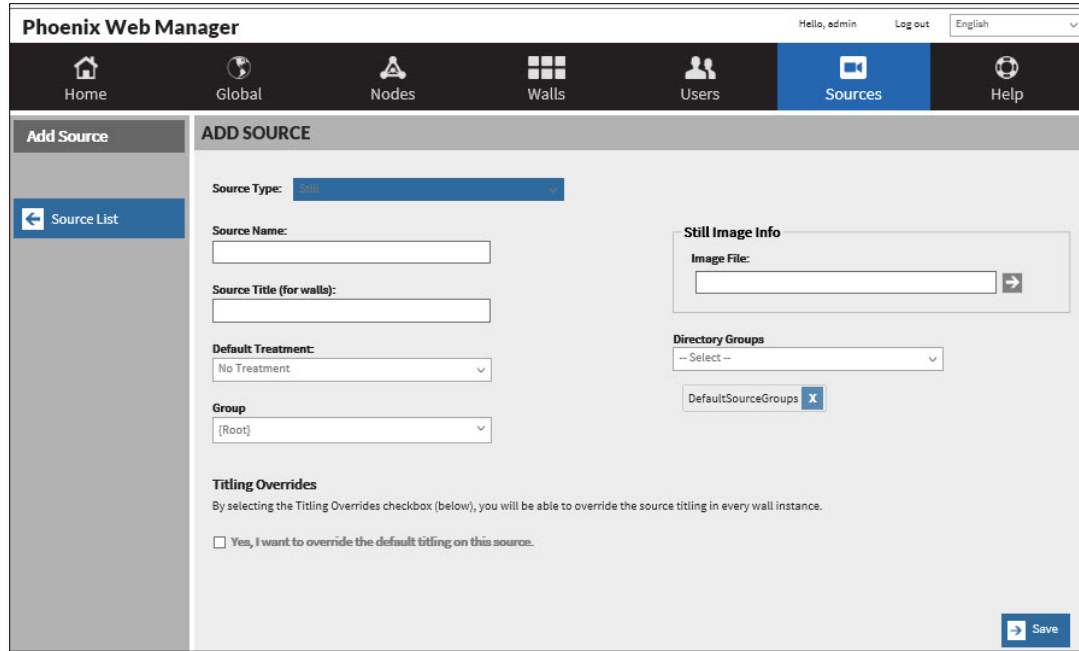 Phoenix Web Manager
Hello, admin
Log out
English
Home
Global
Nodes
Walls
Users
Sources
Help
Add Source
Source List
ADD SOURCE
Source Type: Still
Source Name:
Source Title (for walls):
Default Treatment:
No Treatment
Group
{Root}
Still Image Info
Image File:
Directory Groups
-- Select --
DefaultSourceGroups X
Titling Overrides
By selecting the Titling Overrides checkbox (below), you will be able to override the source titling in every wall instance.
Yes, I want to override the default titling on this source.
Save